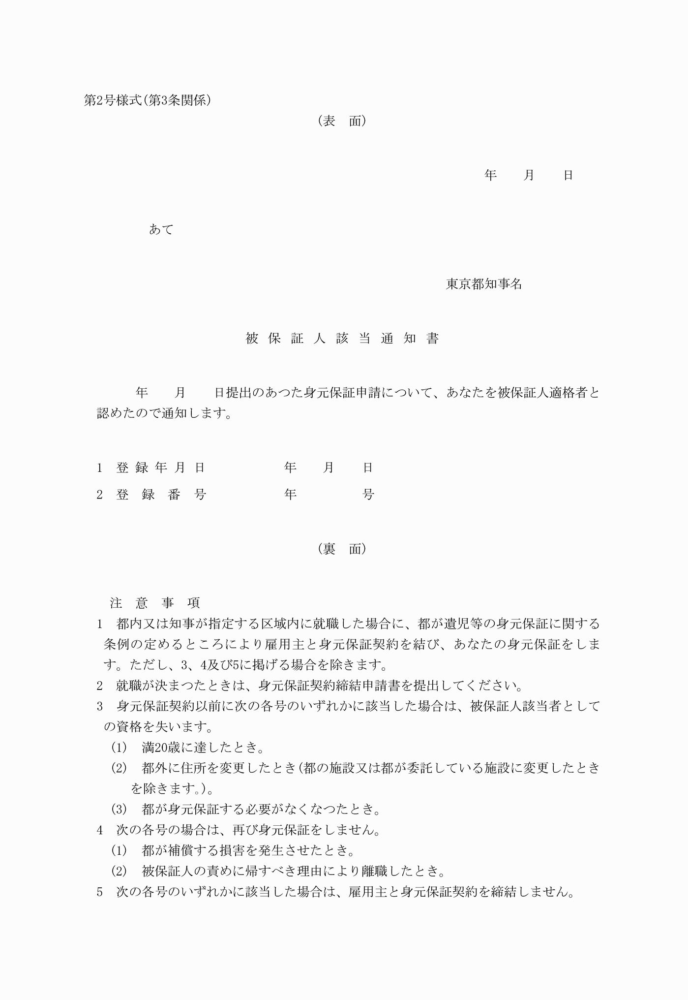 第2号様式(第3条関係)
(表　面)
年　　月　　日
あて
東京都知事名
被保証人該当通知書
年　　月　　日提出のあつた身元保証申請について、あなたを被保証人適格者と
認めたので通知します。
1　登録年月日　　　　　　年　　月　　日
2　登録番号　　　　　　年　　　　　号
(裏　面)
注　意　事　項
1　都内又は知事が指定する区域内に就職した場合に、都が遺児等の身元保証に関する
条例の定めるところにより雇用主と身元保証契約を結び、あなたの身元保証をしま
す。ただし、3、4及び5に掲げる場合を除きます。
2　就職が決まつたときは、身元保証契約締結申請書を提出してください。
3　身元保証契約以前に次の各号のいずれかに該当した場合は、被保証人該当者として
の資格を失います。
(1)　満20歳に達したとき。
(2)　都外に住所を変更したとき(都の施設又は都が委託している施設に変更したとき
を除きます。)。
(3)　都が身元保証する必要がなくなつたとき。
4　次の各号の場合は、再び身元保証をしません。
(1)　都が補償する損害を発生させたとき。
(2)　被保証人の責めに帰すべき理由により離職したとき。
5　次の各号のいずれかに該当した場合は、雇用主と身元保証契約を締結しません。